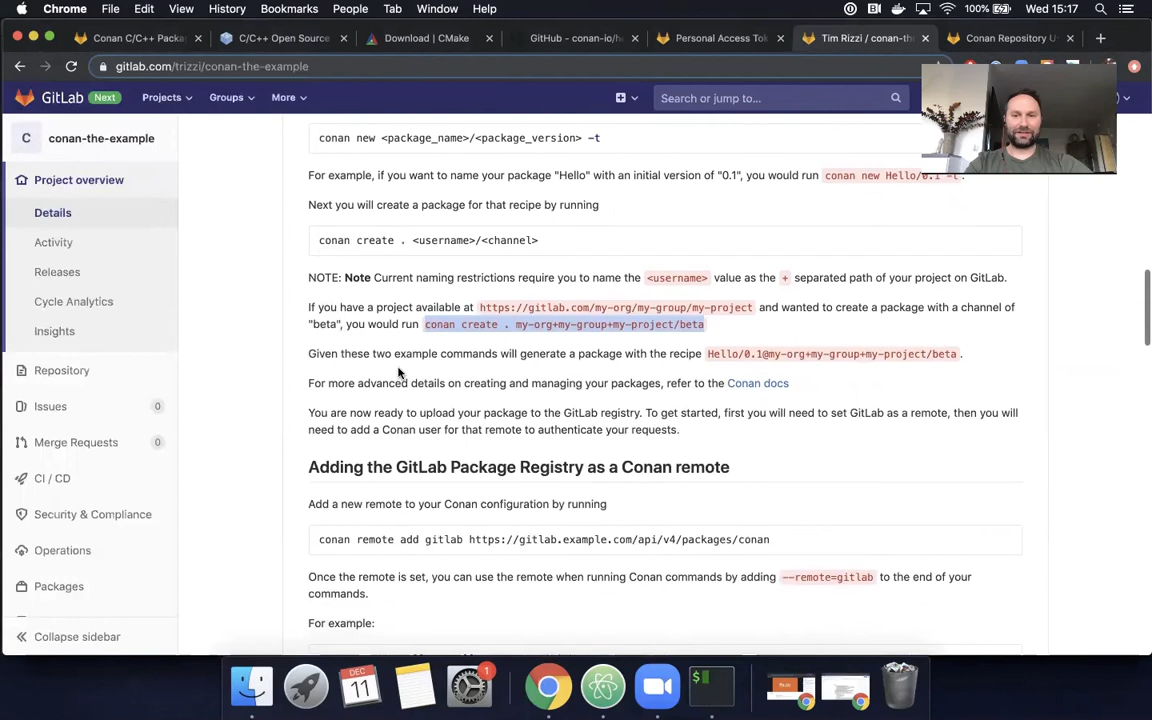 Chrome File Edit View History Bookmarks People Tab Window Help 100% Wed 15:17
Conan C/C++ Packa
C/C++ Open Source
Download | CMake
GitHub - conan-io/he
Personal Access Tok
Tim Rizzi / conan-the
Conan Repository U
gitlab.com/trizzi/conan-the-example
GitLab Next Projects Groups More Search or jump to...
C conan-the-example
Project overview
Details
Activity
Releases
Cycle Analytics
Insights
Repository
Issues 0
Merge Requests 0
CI / CD
Security & Compliance
Operations
Packages
Collapse sidebar
conan new <package_name>/<package_version> -t
For example, if you want to name your package "Hello" with an initial version of "0.1", you would run conan new Hello/0.1 -t.
Next you will create a package for that recipe by running
conan create . <username>/<channel>
NOTE: Note Current naming restrictions require you to name the <username> value as the + separated path of your project on GitLab.
If you have a project available at https://gitlab.com/my-org/my-group/my-project and wanted to create a package with a channel of
"beta", you would run conan create . my-org+my-group+my-project/beta
Given these two example commands will generate a package with the recipe Hello/0.1@my-org+my-group+my-project/beta.
For more advanced details on creating and managing your packages, refer to the Conan docs
You are now ready to upload your package to the GitLab registry. To get started, first you will need to set GitLab as a remote, then you will
need to add a Conan user for that remote to authenticate your requests.
Adding the GitLab Package Registry as a Conan remote
Add a new remote to your Conan configuration by running
conan remote add gitlab https://gitlab.example.com/api/v4/packages/conan
Once the remote is set, you can use the remote when running Conan commands by adding --remote=gitlab to the end of your
commands.
For example:
DEC
11
1
$